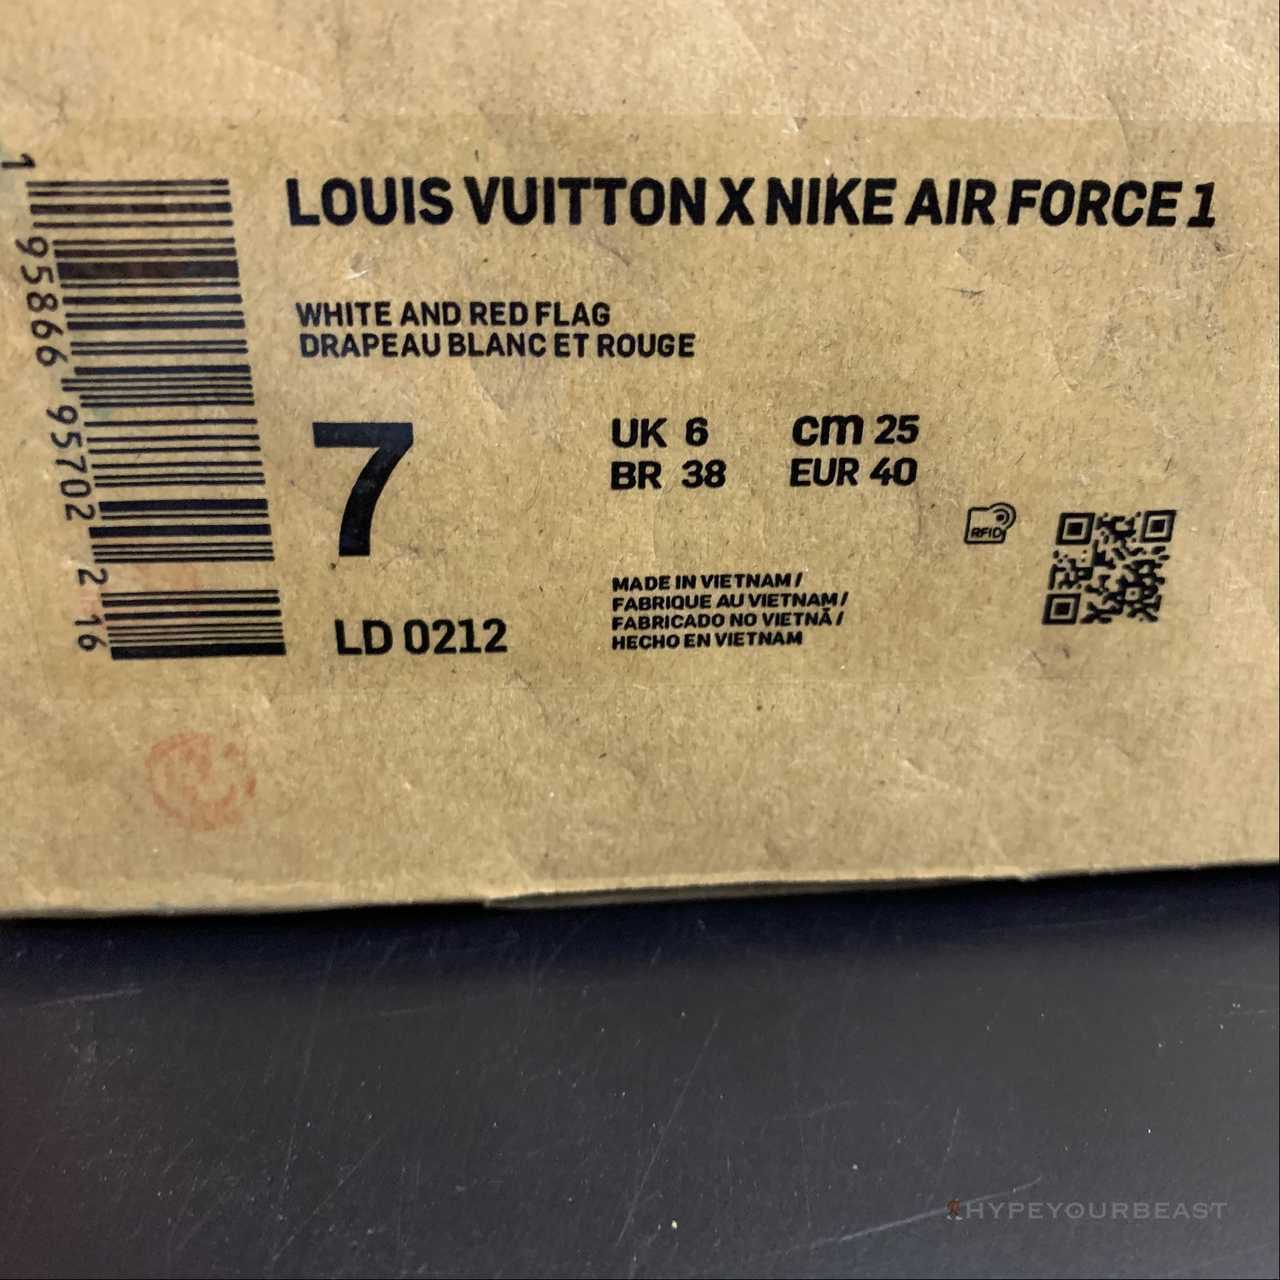 LOUIS VUITTON X NIKE AIR FORCE 1
WHITE AND RED FLAG
DRAPEAU BLANC ET ROUGE
7
UK 6
cm 25
BR 38
EUR 40
RFID
LD 0212
MADE IN VIETNAM /
FABRIQUE AU VIETNAM /
FABRICADO NO VIETNÃ /
HECHO EN VIETNAM
1 95866 95702 2 16
HYPEYOURBEAST